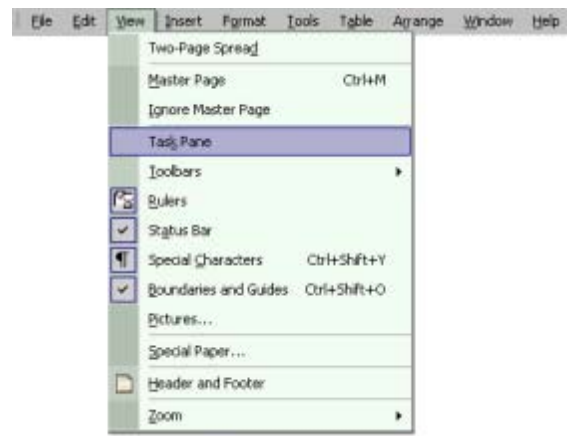 File Edit View Insert Format Tools Table Arrange Window Help
Two-Page Spread
Master Page Ctrl+M
Ignore Master Page
Task Pane
Toolbars
Rulers
Status Bar
Special Characters Ctrl+Shift+Y
Boundaries and Guides Ctrl+Shift+O
Pictures...
Special Paper...
Header and Footer
Zoom